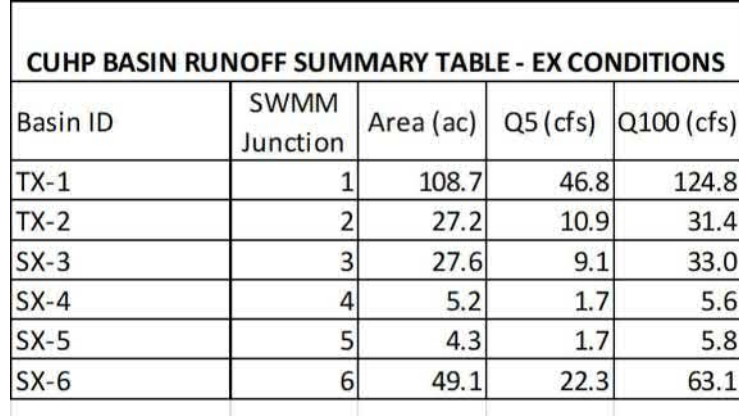 CUHP BASIN RUNOFF SUMMARY TABLE - EX CONDITIONS
Basin ID SWMM Junction Area (ac) Q5 (cfs) Q100 (cfs)
TX-1 1 108.7 46.8 124.8
TX-2 2 27.2 10.9 31.4
SX-3 3 27.6 9.1 33.0
SX-4 4 5.2 1.7 5.6
SX-5 5 4.3 1.7 5.8
SX-6 6 49.1 22.3 63.1